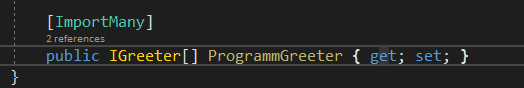 [ImportMany]
2 references
public IGreeter[] ProgrammGreeter { get; set; }
}